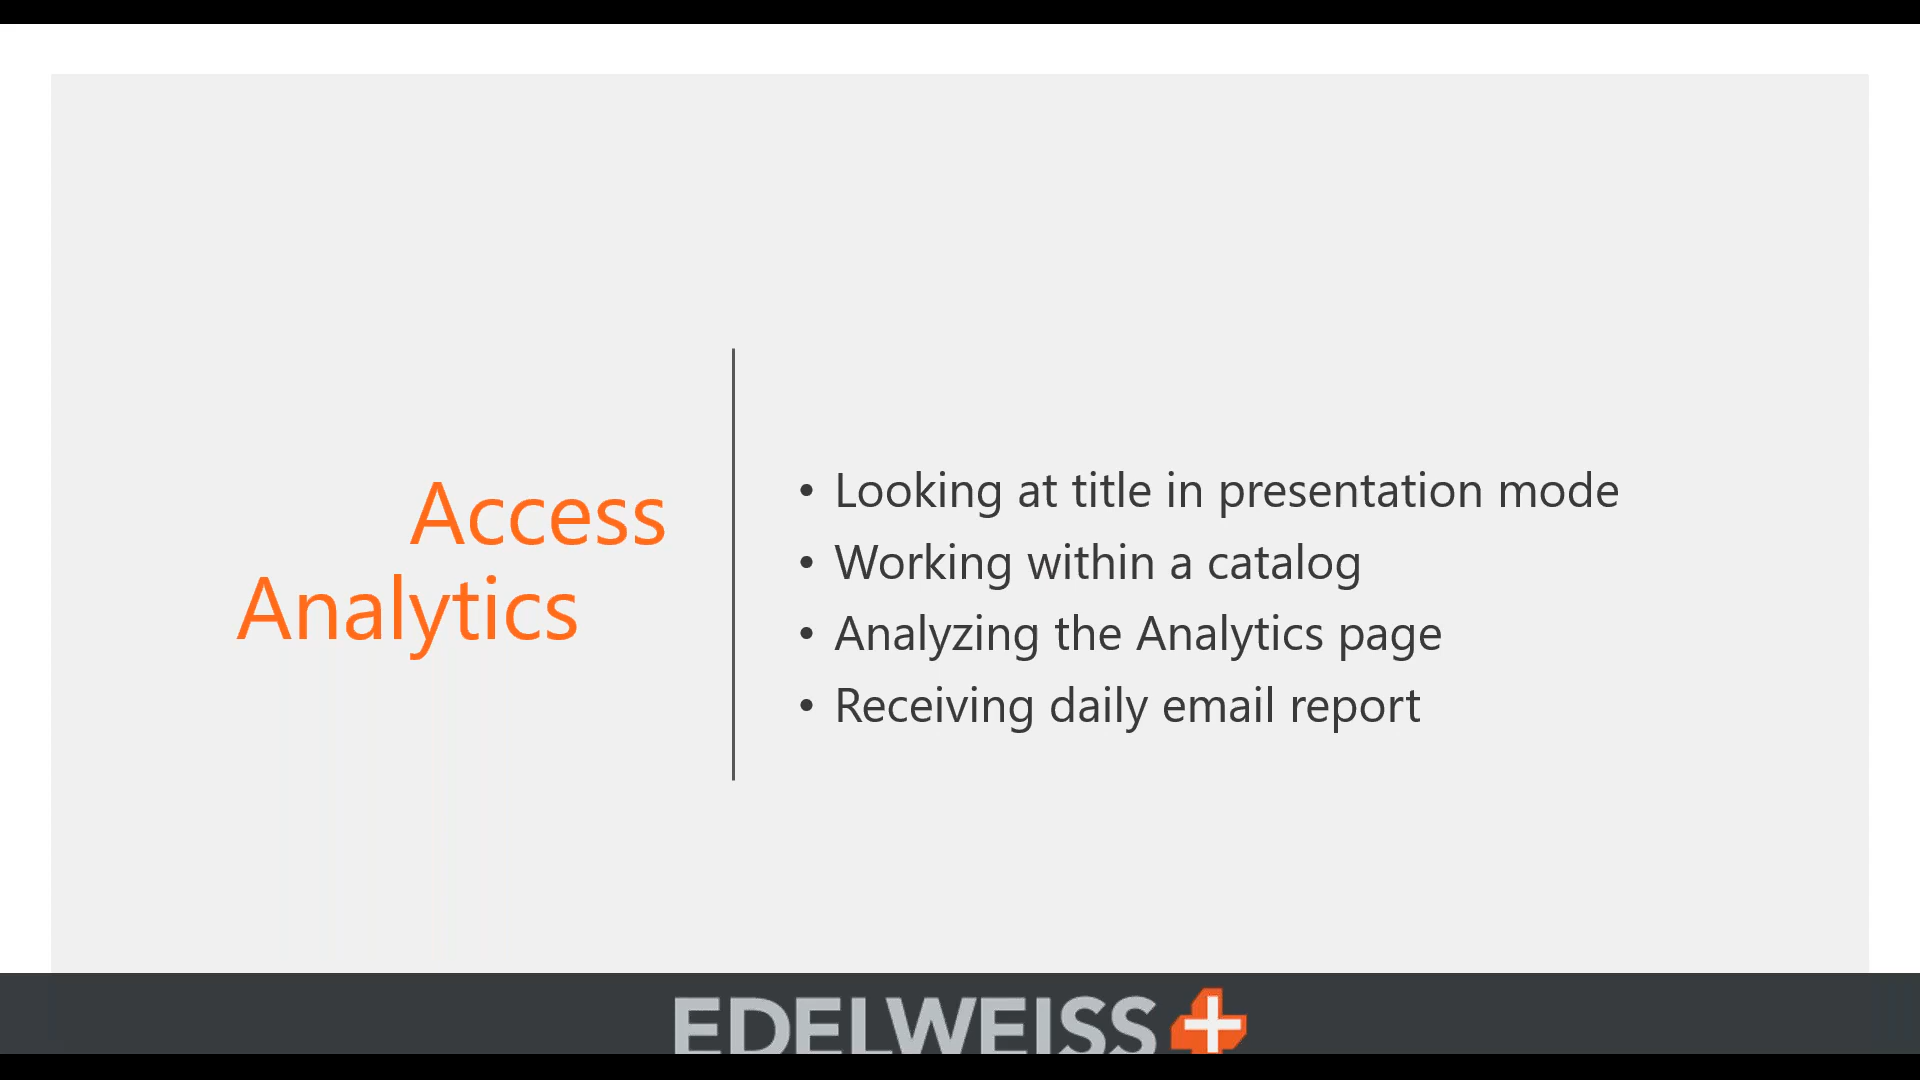 Access
Analytics
• Looking at title in presentation mode
• Working within a catalog
• Analyzing the Analytics page
• Receiving daily email report
EDELWEISS+